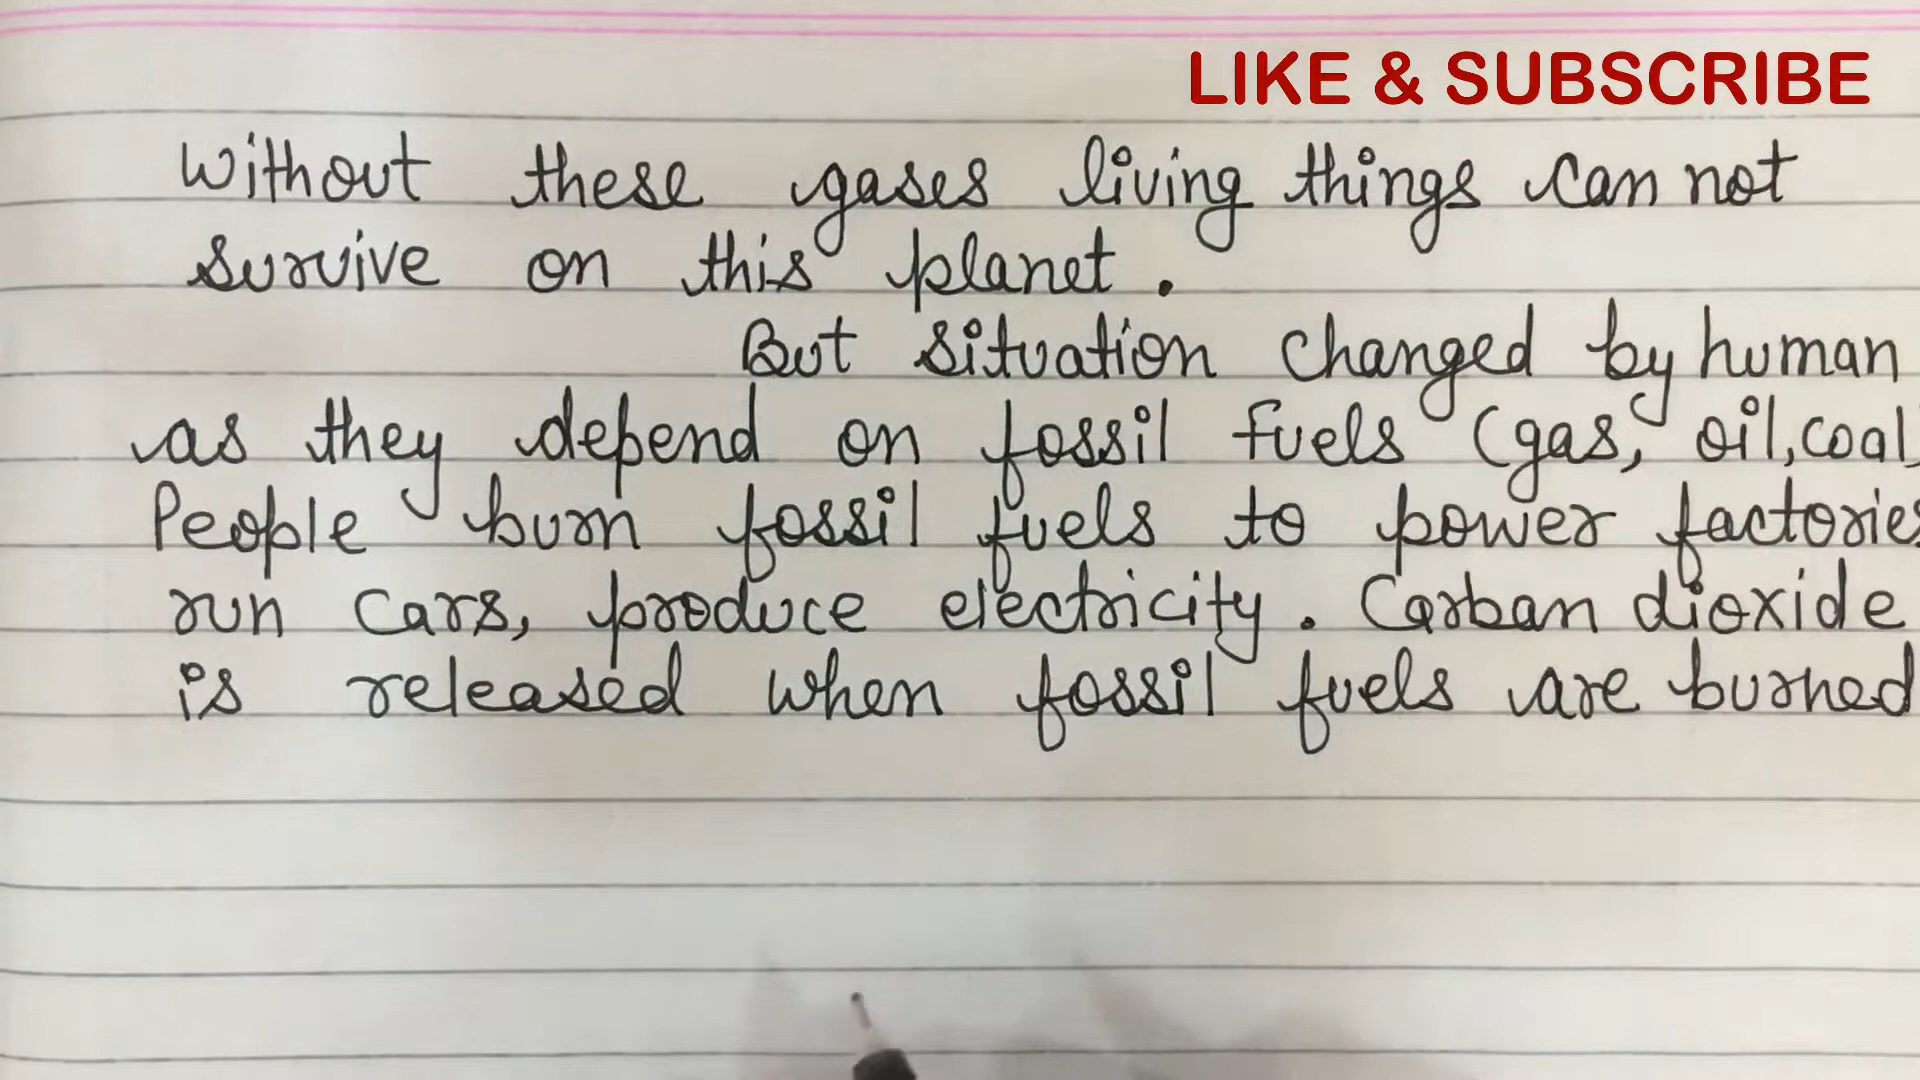 LIKE & SUBSCRIBE
Without these gases living things can not
survive on this planet.
But situation changed by human
as they depend on fossil fuels (gas, oil, coal,
People burn fossil fuels to power factories
run cars, produce electricity. Carban dioxide
is released when fossil fuels are burned